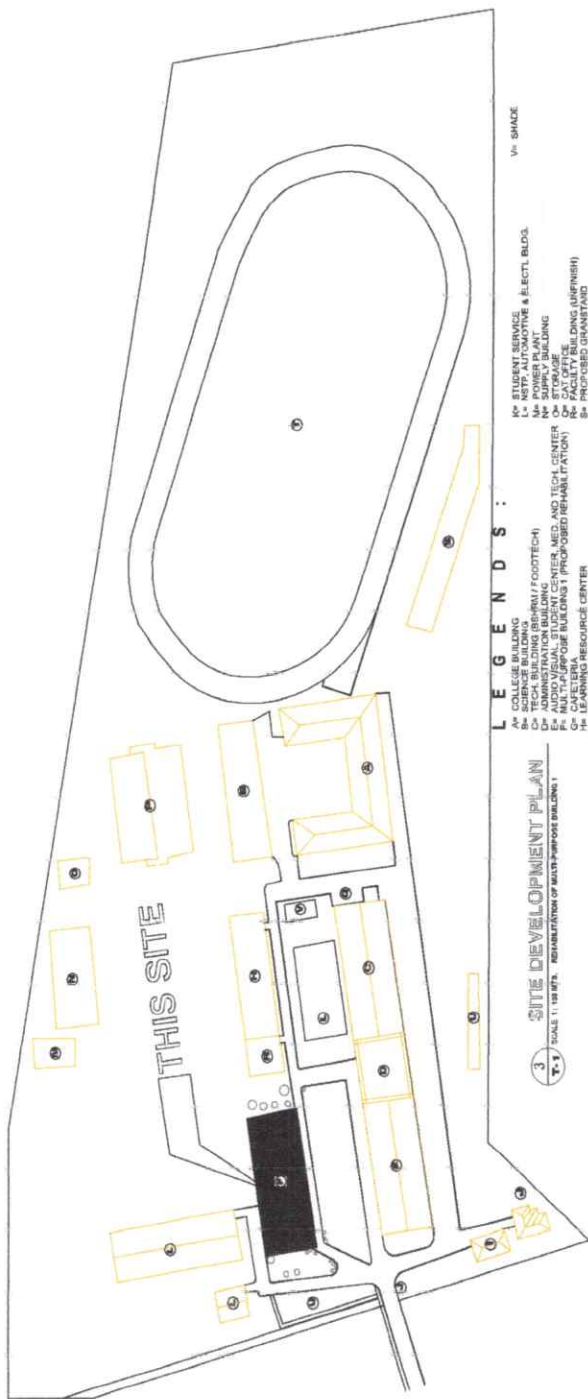 THIS SITE
3
T-1
SITE DEVELOPMENT PLAN
SCALE 1: 100 MTS. REHABILITATION OF MULTI-PURPOSE BUILDING 1
LEGENDS:
A= COLLEGE BUILDING
B= SCIENCE BUILDING
C= TECH. BUILDING (BSHRM / FOODTECH)
D= ADMINISTRATION BUILDING
E= AUDIO VISUAL, STUDENT CENTER, MED. AND TECH. CENTER
F= MULTI-PURPOSE BUILDING 1 (PROPOSED REHABILITATION)
G= CAFETERIA
H= LEARNING RESOURCE CENTER
K= STUDENT SERVICE
L= NSTP, AUTOMOTIVE & ELECTL BLDG.
M= POWER PLANT
N= SUPPLY BUILDING
O= STORAGE
Q= CAT OFFICE
R= FACULTY BUILDING (UNFINISH)
S= PROPOSED GRANSTAND
V= SHADE